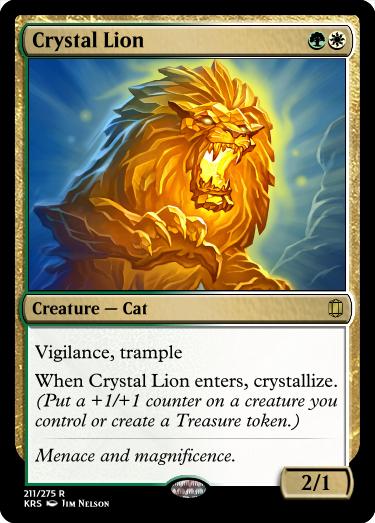 Crystal Lion
Creature — Cat
Vigilance, trample
When Crystal Lion enters, crystallize.
(Put a +1/+1 counter on a creature you
control or create a Treasure token.)
Menace and magnificence.
2/1
211/275 R
KRS Jim Nelson